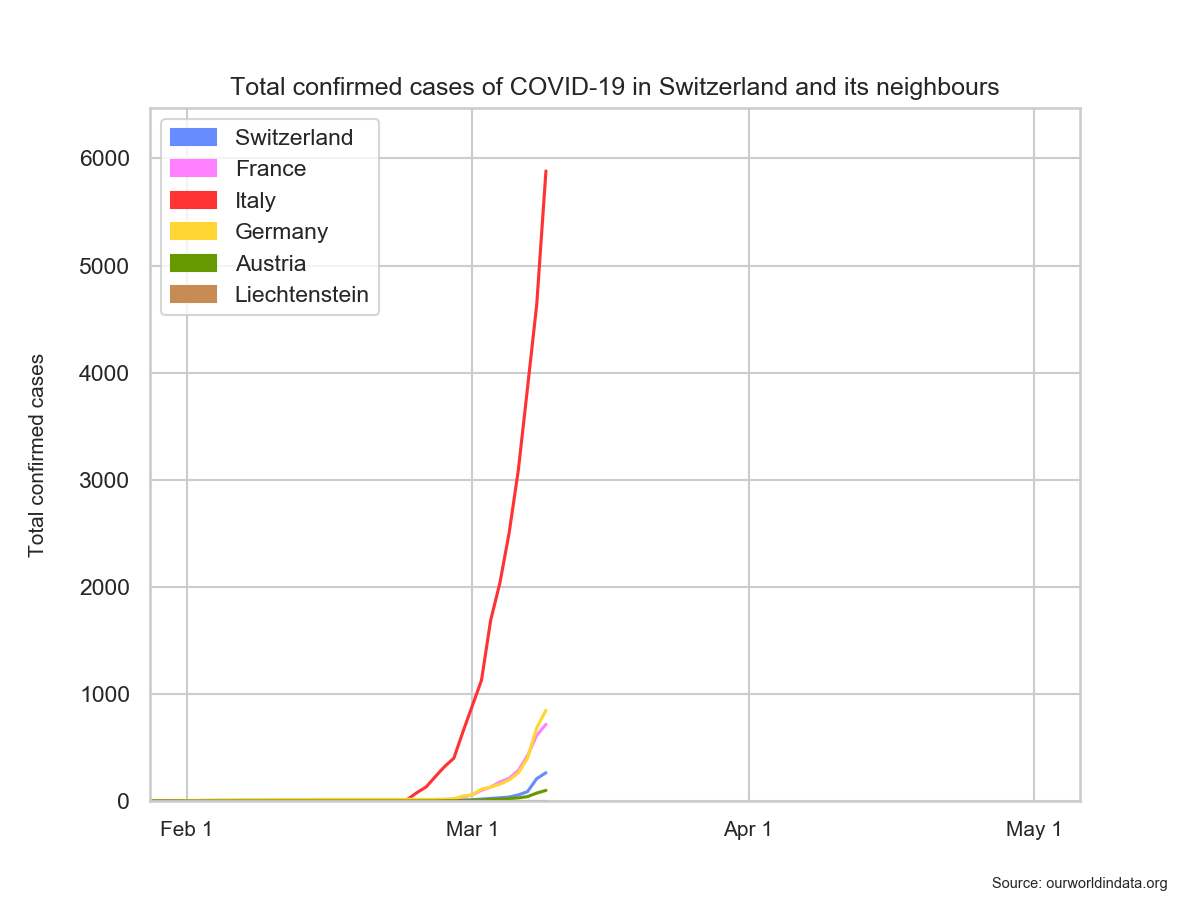 Total confirmed cases of COVID-19 in Switzerland and its neighbours
Switzerland
France
Italy
Germany
Austria
Liechtenstein
6000
5000
4000
3000
2000
1000
0
Total confirmed cases
Feb 1
Mar 1
Apr 1
May 1
Source: ourworldindata.org